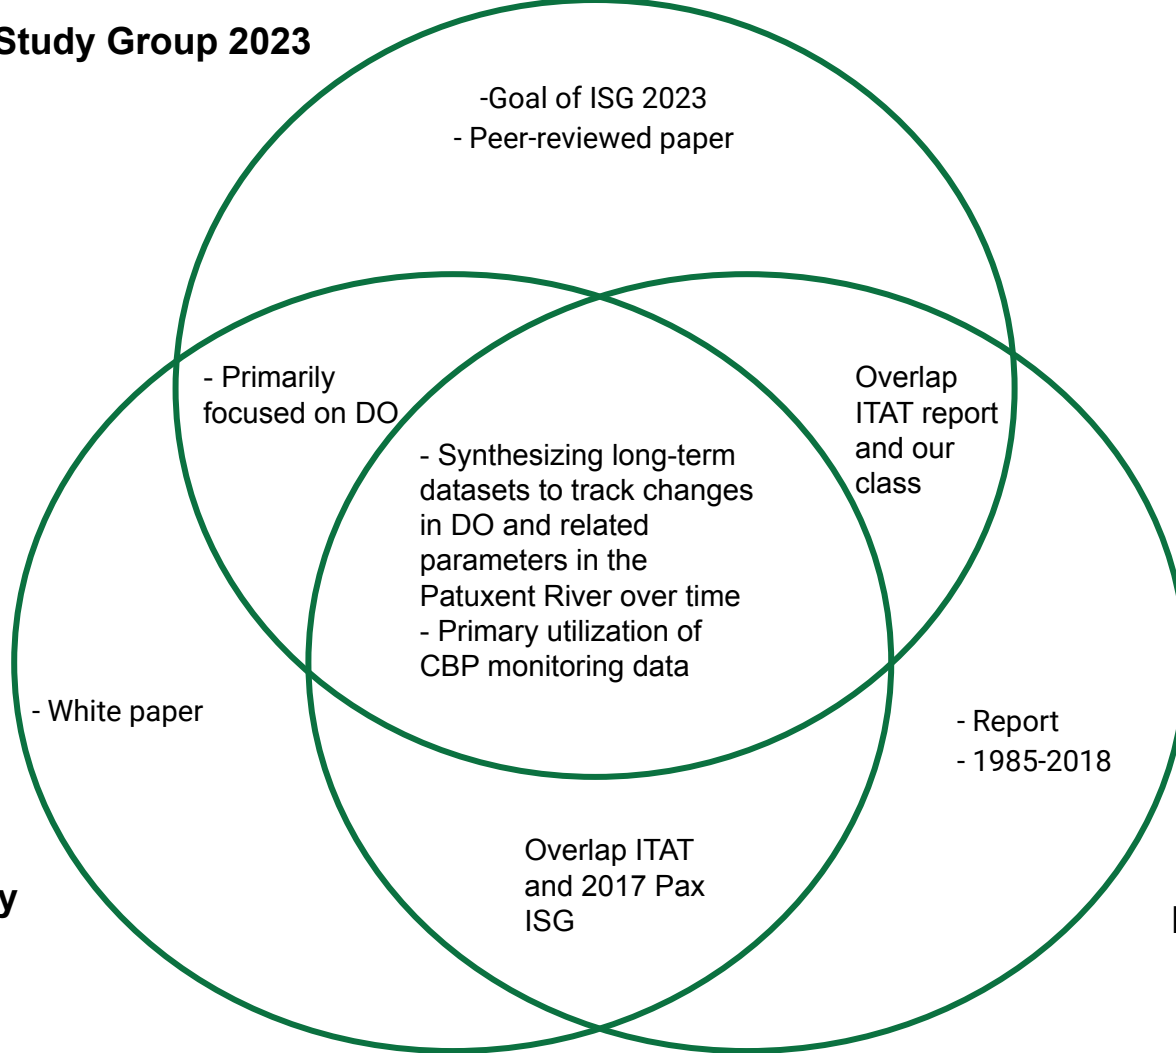 Study Group 2023
-Goal of ISG 2023
- Peer-reviewed paper
- Primarily
focused on DO
Overlap
ITAT report
and our
class
- Synthesizing long-term
datasets to track changes
in DO and related
parameters in the
Patuxent River over time
- Primary utilization of
CBP monitoring data
- White paper
- Report
- 1985-2018
Overlap ITAT
and 2017 Pax
ISG
y